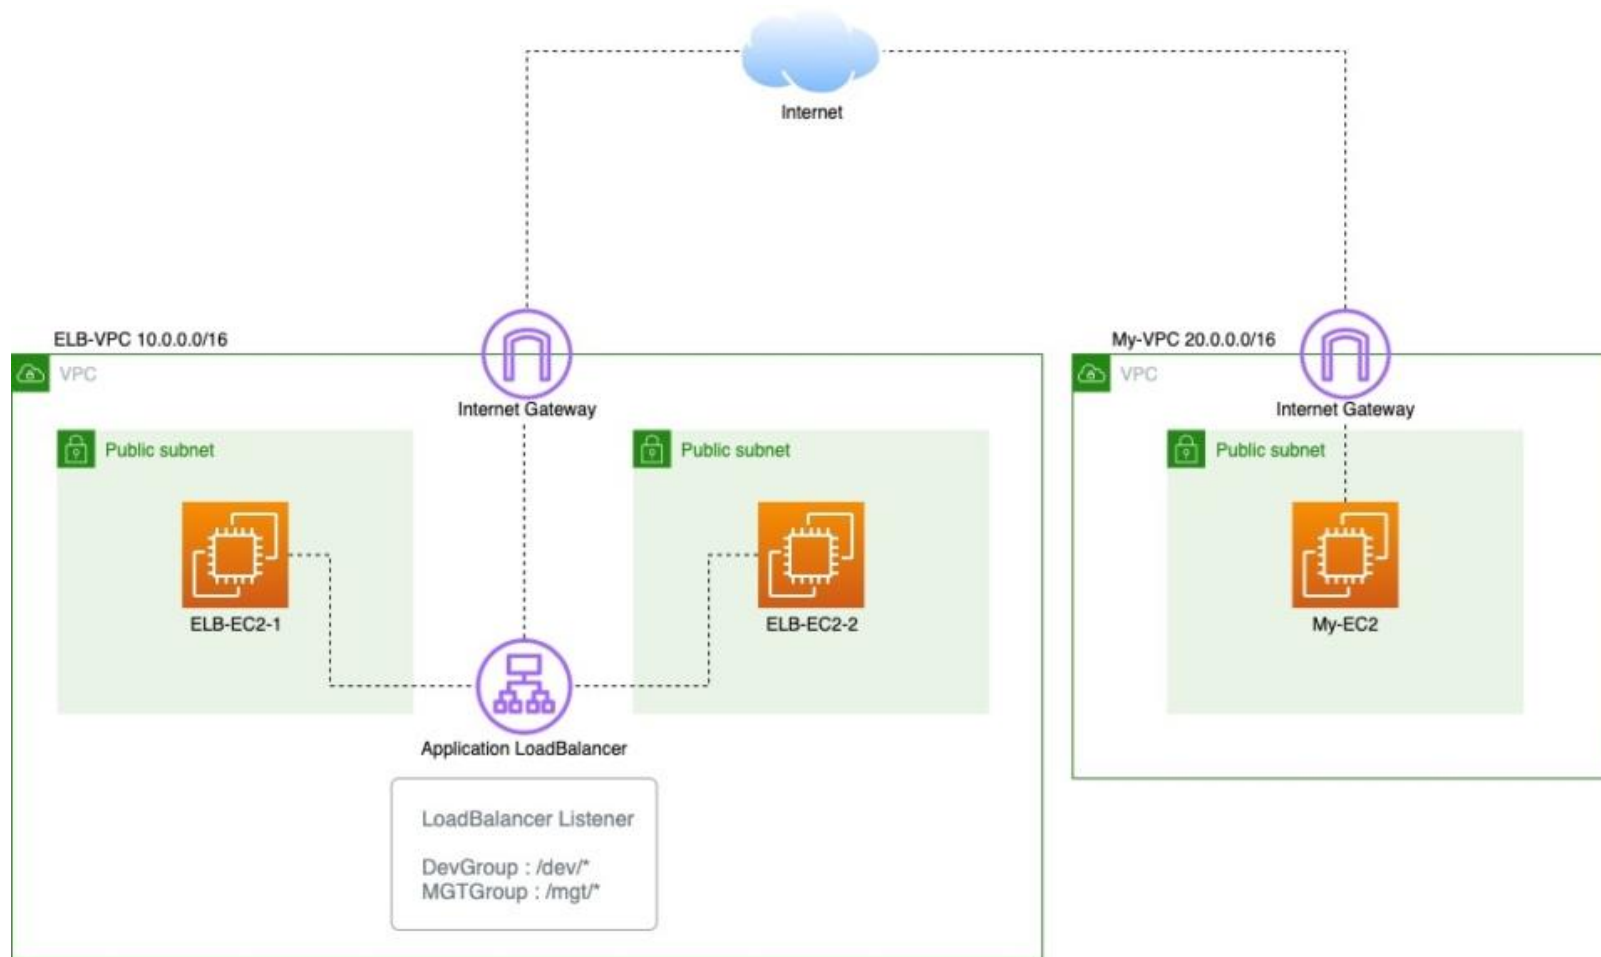 Internet
ELB-VPC 10.0.0.0/16
My-VPC 20.0.0.0/16
VPC
VPC
Internet Gateway
Internet Gateway
Public subnet
Public subnet
Public subnet
ELB-EC2-1
ELB-EC2-2
My-EC2
Application LoadBalancer
LoadBalancer Listener
DevGroup : /dev/*
MGTGroup : /mgt/*